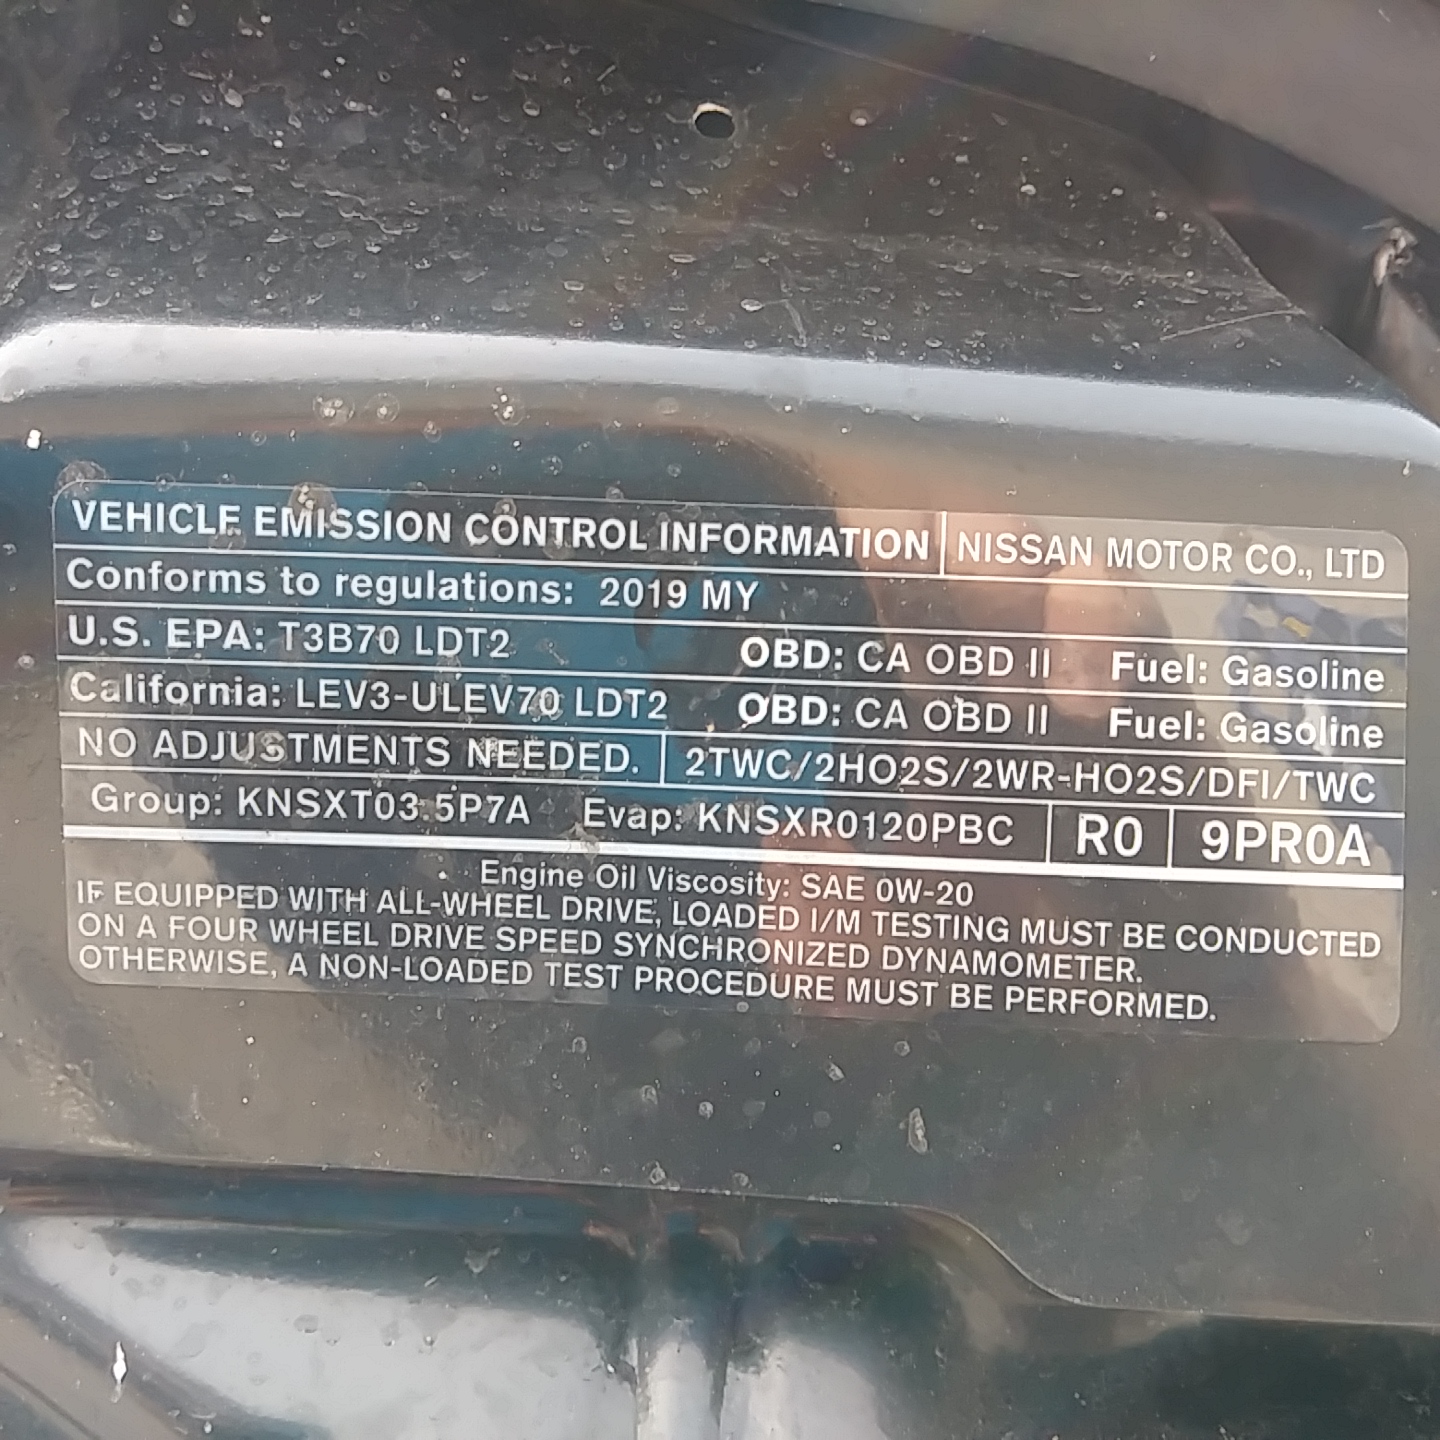 VEHICLE EMISSION CONTROL INFORMATION NISSAN MOTOR CO., LTD
Conforms to regulations: 2019 MY
U.S. EPA: T3B70 LDT2 OBD: CA OBD II Fuel: Gasoline
California: LEV3-ULEV70 LDT2 OBD: CA OBD II Fuel: Gasoline
NO ADJUSTMENTS NEEDED. 2TWC/2HO2S/2WR-HO2S/DFI/TWC
Group: KNSXT03.5P7A Evap: KNSXR0120PBC R0 9PR0A
Engine Oil Viscosity: SAE 0W-20
IF EQUIPPED WITH ALL-WHEEL DRIVE, LOADED I/M TESTING MUST BE CONDUCTED
ON A FOUR WHEEL DRIVE SPEED SYNCHRONIZED DYNAMOMETER.
OTHERWISE, A NON-LOADED TEST PROCEDURE MUST BE PERFORMED.